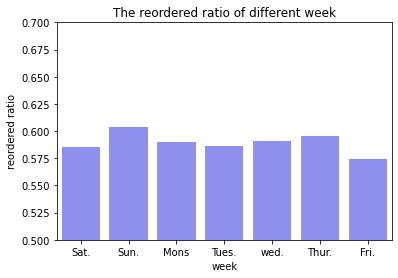 The reordered ratio of different week
0.700
0.675
0.650
0.625
0.600
0.575
0.550
0.525
0.500
reordered ratio
Sat. Sun. Mons Tues. wed. Thur. Fri.
week